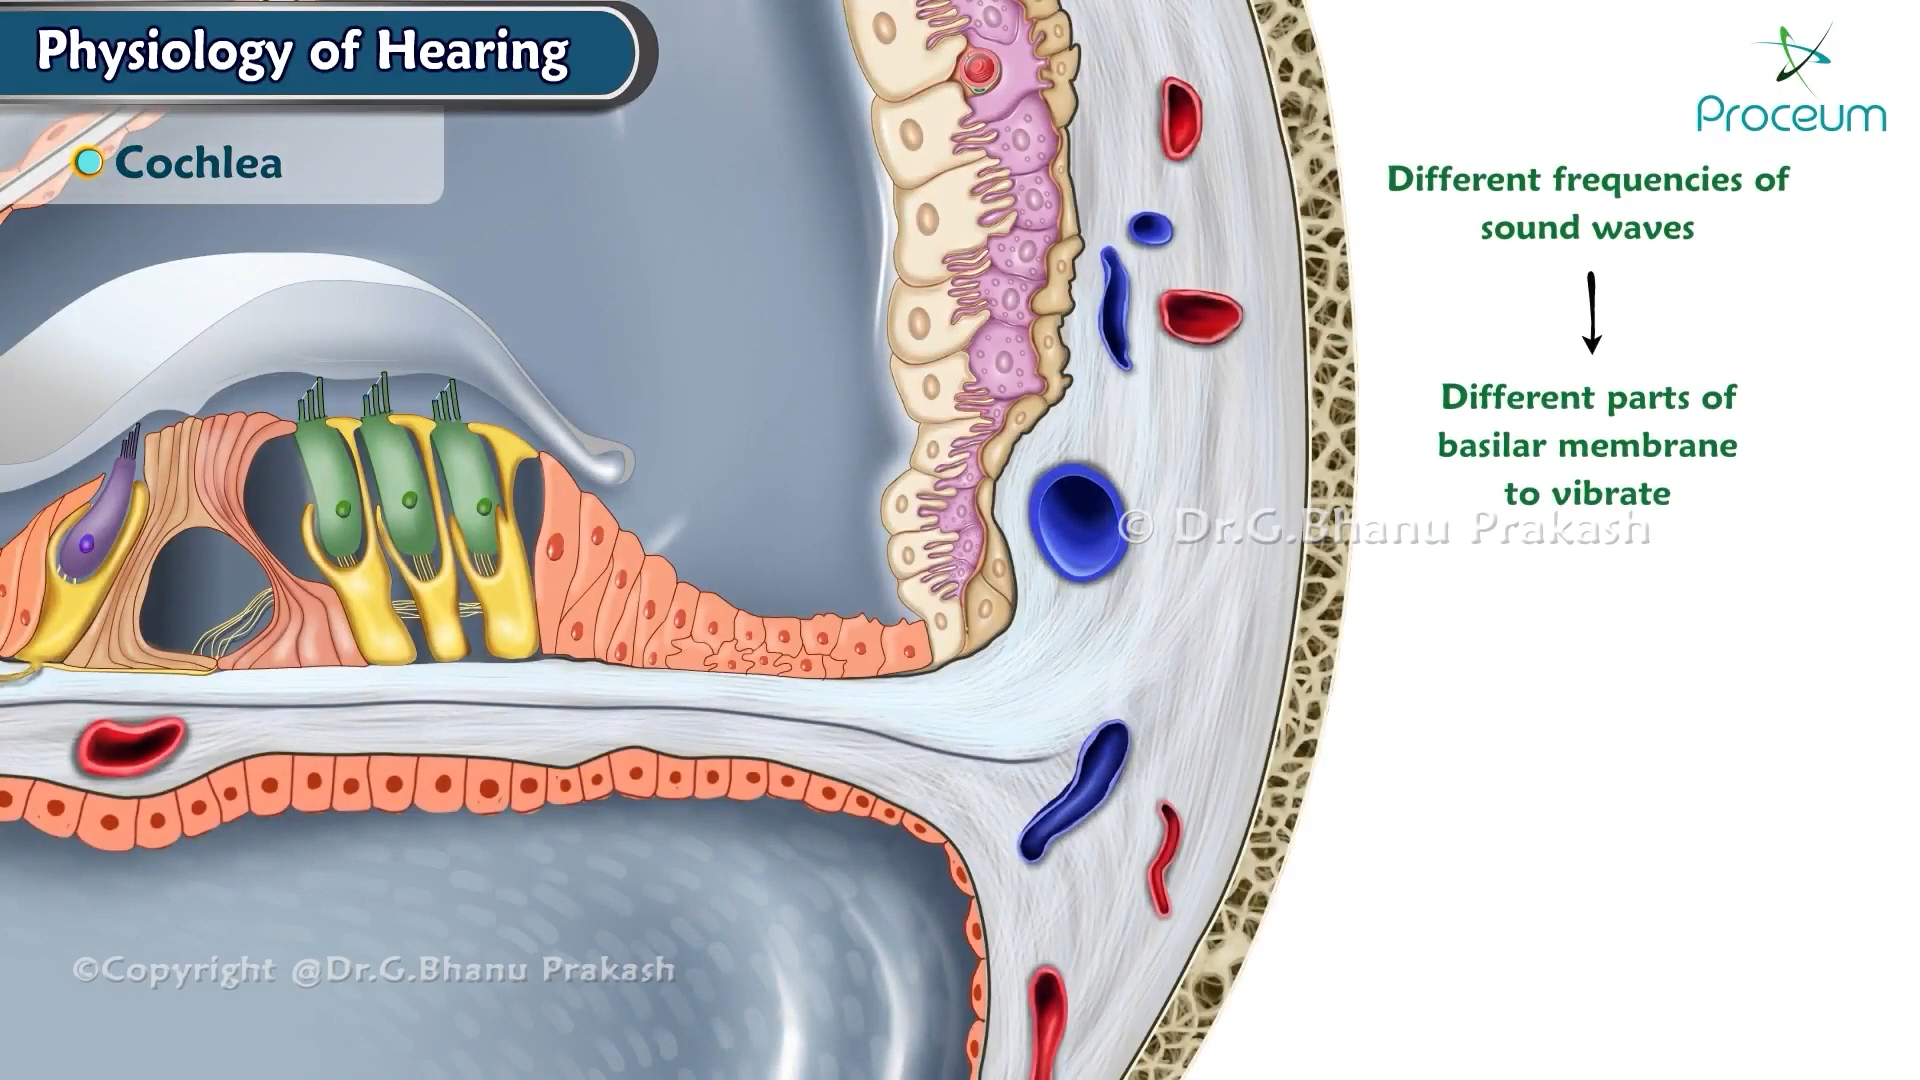 Physiology of Hearing
Cochlea
Proceum
Different frequencies of
sound waves
Different parts of
basilar membrane
to vibrate
© Dr.G.Bhanu Prakash
©Copyright @Dr.G.Bhanu Prakash